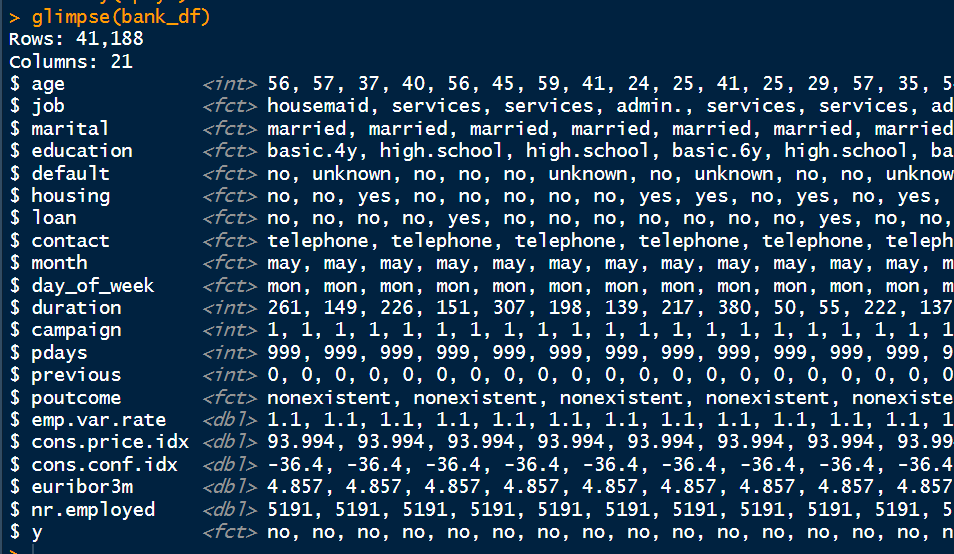 > glimpse(bank_df)
Rows: 41,188
Columns: 21
$ age <int> 56, 57, 37, 40, 56, 45, 59, 41, 24, 25, 41, 25, 29, 57, 35, 5
$ job <fct> housemaid, services, services, admin., services, services, ad
$ marital <fct> married, married, married, married, married, married, married
$ education <fct> basic.4y, high.school, high.school, basic.6y, high.school, ba
$ default <fct> no, unknown, no, no, no, unknown, no, unknown, no, no, unknow
$ housing <fct> no, no, yes, no, no, no, no, no, yes, yes, no, yes, no, yes,
$ loan <fct> no, no, no, no, yes, no, no, no, no, no, no, no, yes, no, no,
$ contact <fct> telephone, telephone, telephone, telephone, telephone, teleph
$ month <fct> may, may, may, may, may, may, may, may, may, may, may, may, m
$ day_of_week <fct> mon, mon, mon, mon, mon, mon, mon, mon, mon, mon, mon, mon, m
$ duration <int> 261, 149, 226, 151, 307, 198, 139, 217, 380, 50, 55, 222, 137
$ campaign <int> 1, 1, 1, 1, 1, 1, 1, 1, 1, 1, 1, 1, 1, 1, 1, 1, 1, 1, 1, 1, 1
$ pdays <int> 999, 999, 999, 999, 999, 999, 999, 999, 999, 999, 999, 999, 9
$ previous <int> 0, 0, 0, 0, 0, 0, 0, 0, 0, 0, 0, 0, 0, 0, 0, 0, 0, 0, 0, 0, 0
$ poutcome <fct> nonexistent, nonexistent, nonexistent, nonexistent, nonexiste
$ emp.var.rate <dbl> 1.1, 1.1, 1.1, 1.1, 1.1, 1.1, 1.1, 1.1, 1.1, 1.1, 1.1, 1.1, 1
$ cons.price.idx <dbl> 93.994, 93.994, 93.994, 93.994, 93.994, 93.994, 93.994, 93.99
$ cons.conf.idx <dbl> -36.4, -36.4, -36.4, -36.4, -36.4, -36.4, -36.4, -36.4, -36.4
$ euribor3m <dbl> 4.857, 4.857, 4.857, 4.857, 4.857, 4.857, 4.857, 4.857, 4.857
$ nr.employed <dbl> 5191, 5191, 5191, 5191, 5191, 5191, 5191, 5191, 5191, 5191, 5
$ y <fct> no, no, no, no, no, no, no, no, no, no, no, no, no, no, no, n
>